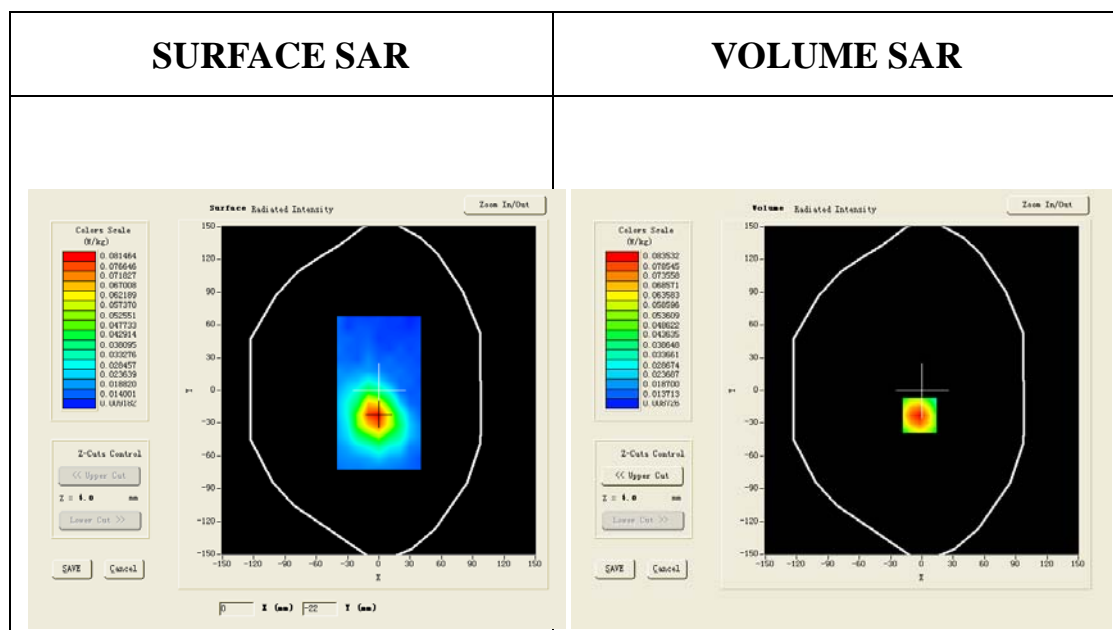 SURFACE SAR
VOLUME SAR
Surface Radiated Intensity
Zoom In/Out
Colors Scale
(W/kg)
0.081464
0.076646
0.071827
0.067008
0.062189
0.057370
0.052551
0.047733
0.042914
0.038095
0.033276
0.028457
0.023639
0.018820
0.014001
0.009182
150
120
90
60
30
0
-30
-60
-90
-120
-150
Y
-150 -120 -90 -60 -30 0 30 60 90 120 150
X
Z-Cuts Control
<< Upper Cut
Z = 4.0 mm
Lower Cut >>
SAVE
Cancel
0 X (mm) -22 Y (mm)
Volume Radiated Intensity
Zoom In/Out
Colors Scale
(W/kg)
0.083532
0.078545
0.073558
0.068571
0.063583
0.058596
0.053609
0.048622
0.043635
0.038648
0.033661
0.028674
0.023687
0.018700
0.013713
0.008726
150
120
90
60
30
0
-30
-60
-90
-120
-150
Y
-150 -120 -90 -60 -30 0 30 60 90 120 150
X
Z-Cuts Control
<< Upper Cut
Z = 4.0 mm
Lower Cut >>
SAVE
Cancel